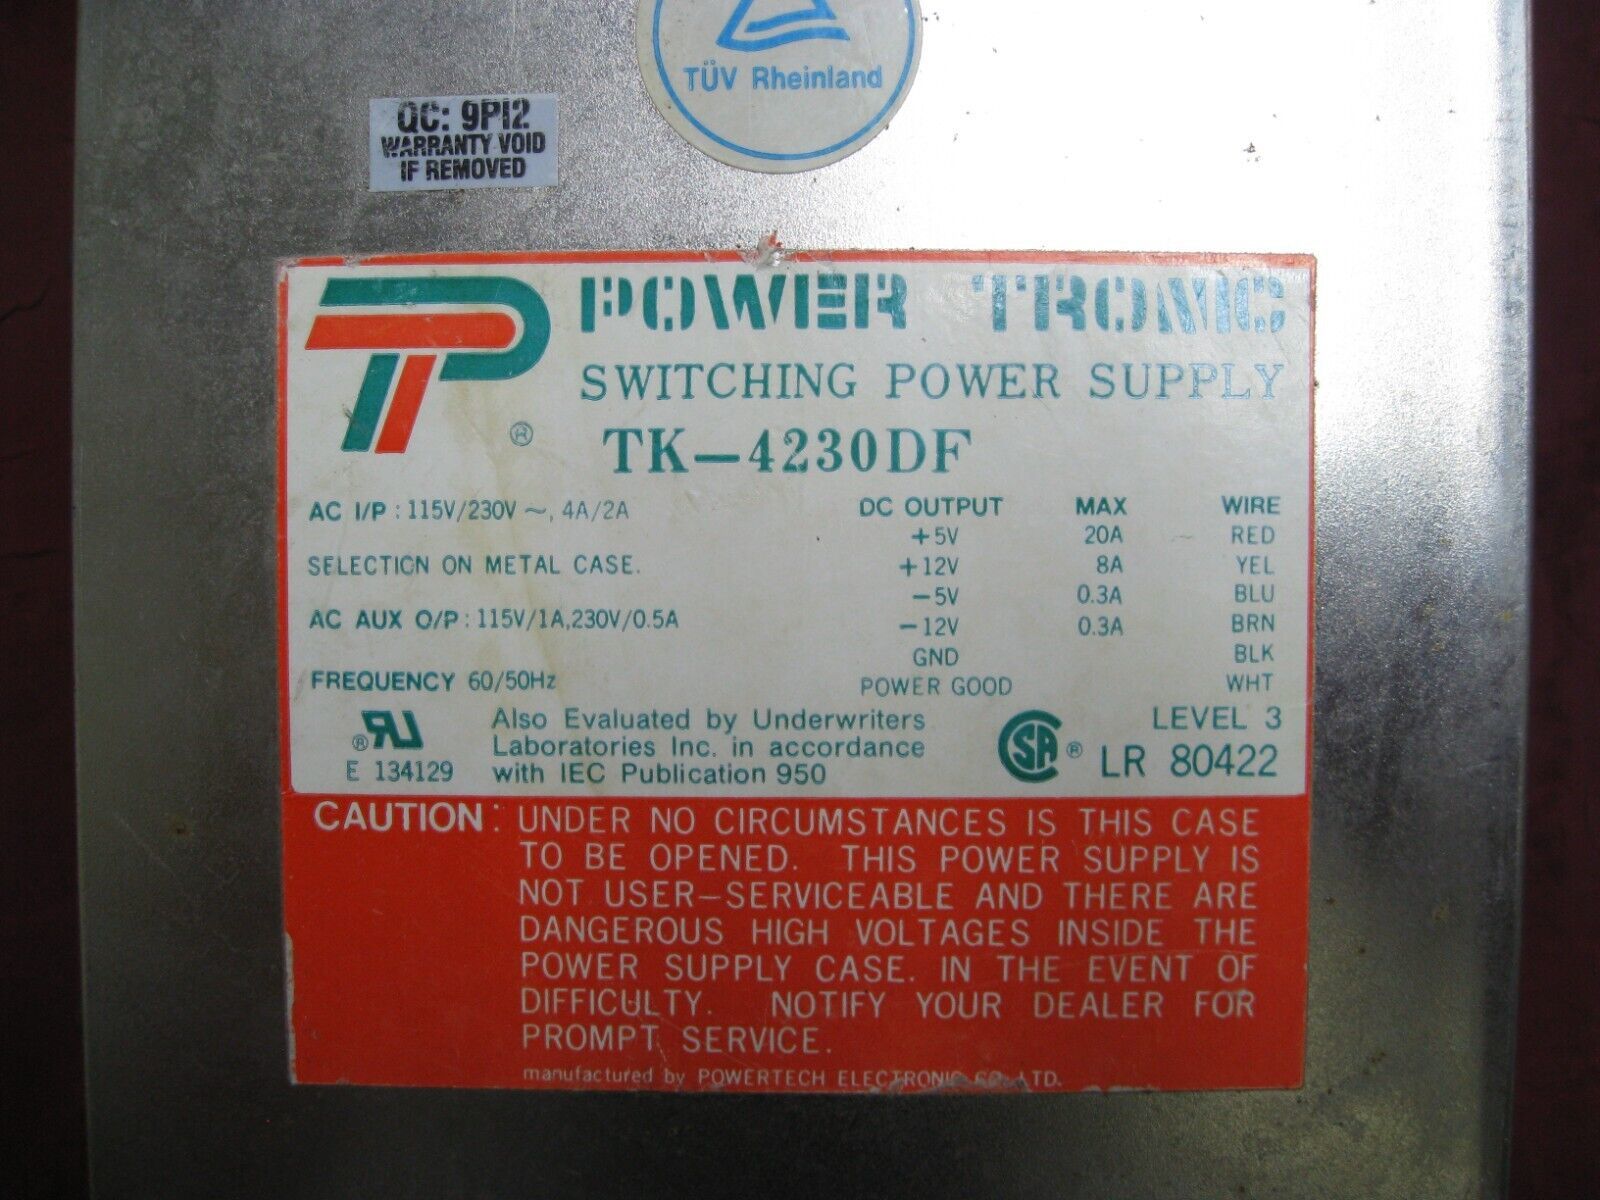 TÜV Rheinland
QC: 9PI2
WARRANTY VOID
IF REMOVED
POWER TRONIC
SWITCHING POWER SUPPLY
®
TK-4230DF
AC I/P : 115V/230V ~, 4A/2A
SELECTION ON METAL CASE.
AC AUX O/P : 115V/1A,230V/0.5A
FREQUENCY 60/50Hz
DC OUTPUT MAX WIRE
+5V 20A RED
+12V 8A YEL
-5V 0.3A BLU
-12V 0.3A BRN
GND BLK
POWER GOOD WHT
®
E 134129
Also Evaluated by Underwriters
Laboratories Inc. in accordance
with IEC Publication 950
CSA ®
LEVEL 3
LR 80422
CAUTION: UNDER NO CIRCUMSTANCES IS THIS CASE
TO BE OPENED. THIS POWER SUPPLY IS
NOT USER-SERVICEABLE AND THERE ARE
DANGEROUS HIGH VOLTAGES INSIDE THE
POWER SUPPLY CASE. IN THE EVENT OF
DIFFICULTY. NOTIFY YOUR DEALER FOR
PROMPT SERVICE.
manufactured by POWERTECH ELECTRONIC CO., LTD.